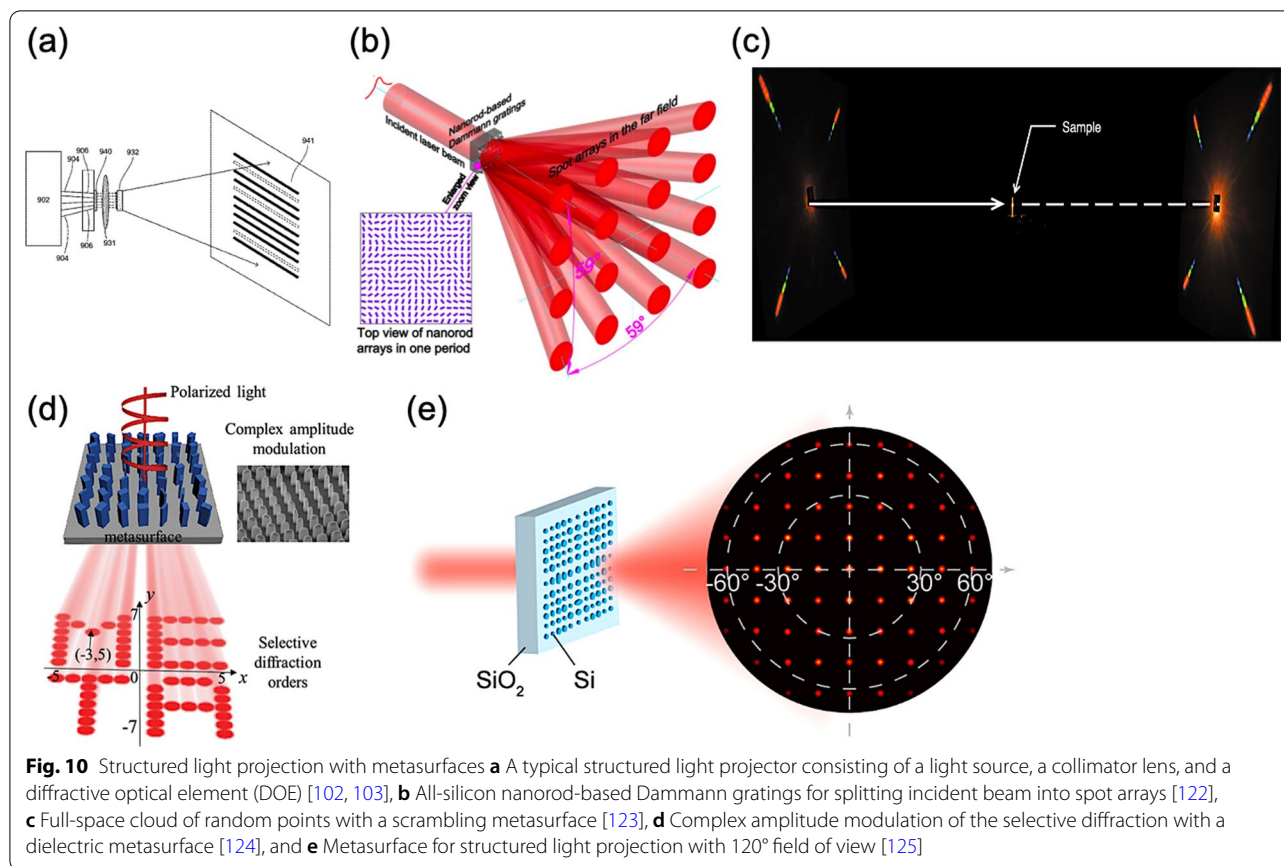 (a)
902
904
906
940
932
904
906
931
941
(b)
Incident laser beam
Nanorod-based
Dammann gratings
Spot arrays in the far field
Enlarged
zoom view
59°
59°
Top view of nanorod
arrays in one period
(c)
Sample
(d)
Polarized light
Complex amplitude
modulation
metasurface
y
7
(-3,5)
-5
0
5
x
-7
Selective
diffraction
orders
(e)
SiO2
Si
-60°
-30°
30°
60°
Fig. 10 Structured light projection with metasurfaces a A typical structured light projector consisting of a light source, a collimator lens, and a
diffractive optical element (DOE) [102, 103], b All-silicon nanorod-based Dammann gratings for splitting incident beam into spot arrays [122],
c Full-space cloud of random points with a scrambling metasurface [123], d Complex amplitude modulation of the selective diffraction with a
dielectric metasurface [124], and e Metasurface for structured light projection with 120° field of view [125]